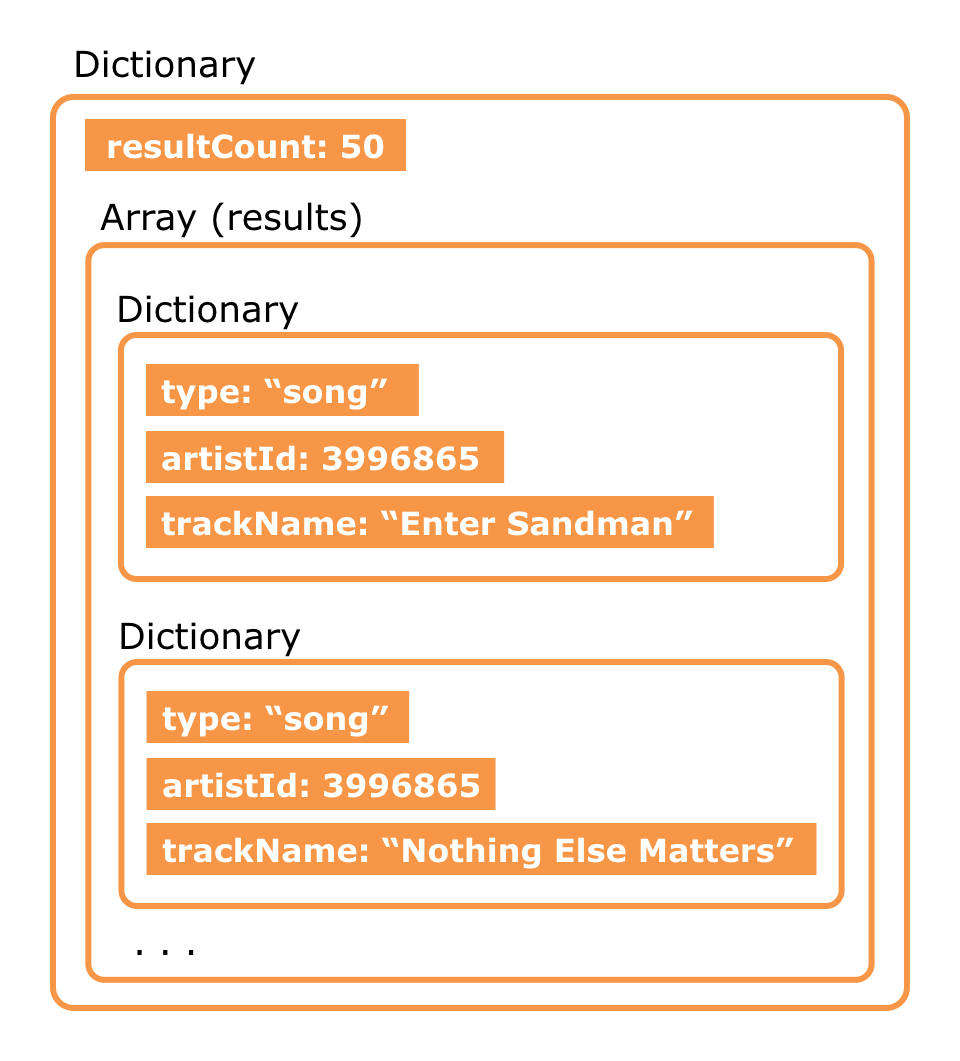 Dictionary
resultCount: 50
Array (results)
Dictionary
type: “song”
artistId: 3996865
trackName: “Enter Sandman”
Dictionary
type: “song”
artistId: 3996865
trackName: “Nothing Else Matters”
. . .